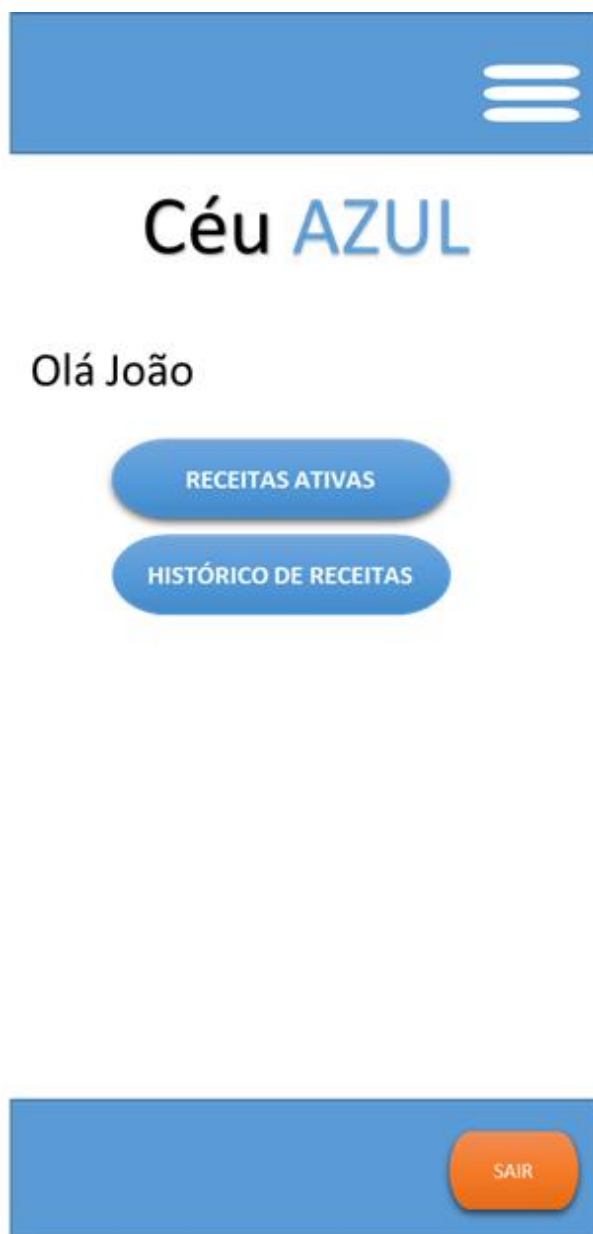 Céu AZUL
Olá João
RECEITAS ATIVAS
HISTÓRICO DE RECEITAS
SAIR